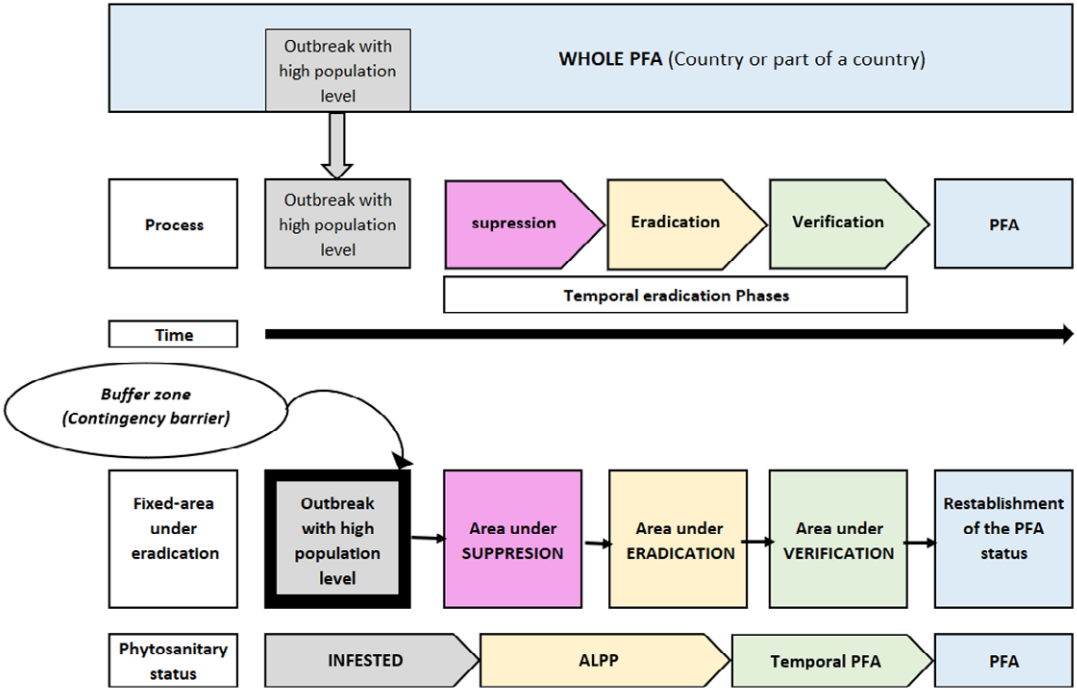 Outbreak with
high population
level
WHOLE PFA (Country or part of a country)
Process
Outbreak with
high population
level
supression
Eradication
Verification
PFA
Temporal eradication Phases
Time
Buffer zone
(Contingency barrier)
Fixed-area
under
eradication
Outbreak
with high
population
level
Area under
SUPPRESION
Area under
ERADICATION
Area under
VERIFICATION
Restablishment
of the PFA
status
Phytosanitary
status
INFESTED
ALPP
Temporal PFA
PFA